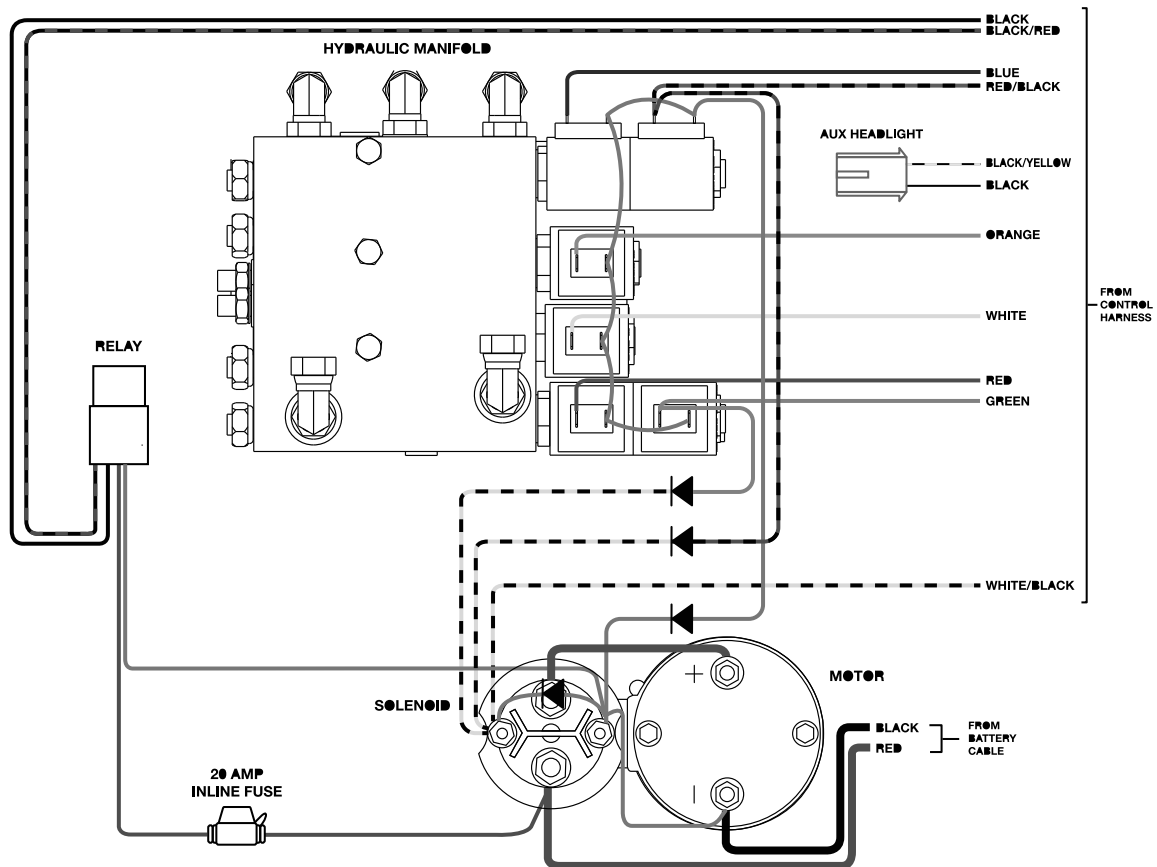 BLACK
BLACK/RED
HYDRAULIC MANIFOLD
BLUE
RED/BLACK
AUX HEADLIGHT
BLACK/YELLOW
BLACK
ORANGE
FROM
CONTROL
HARNESS
WHITE
RELAY
RED
GREEN
WHITE/BLACK
+
MOTOR
SOLENOID
BLACK
RED
FROM
BATTERY
CABLE
20 AMP
INLINE FUSE